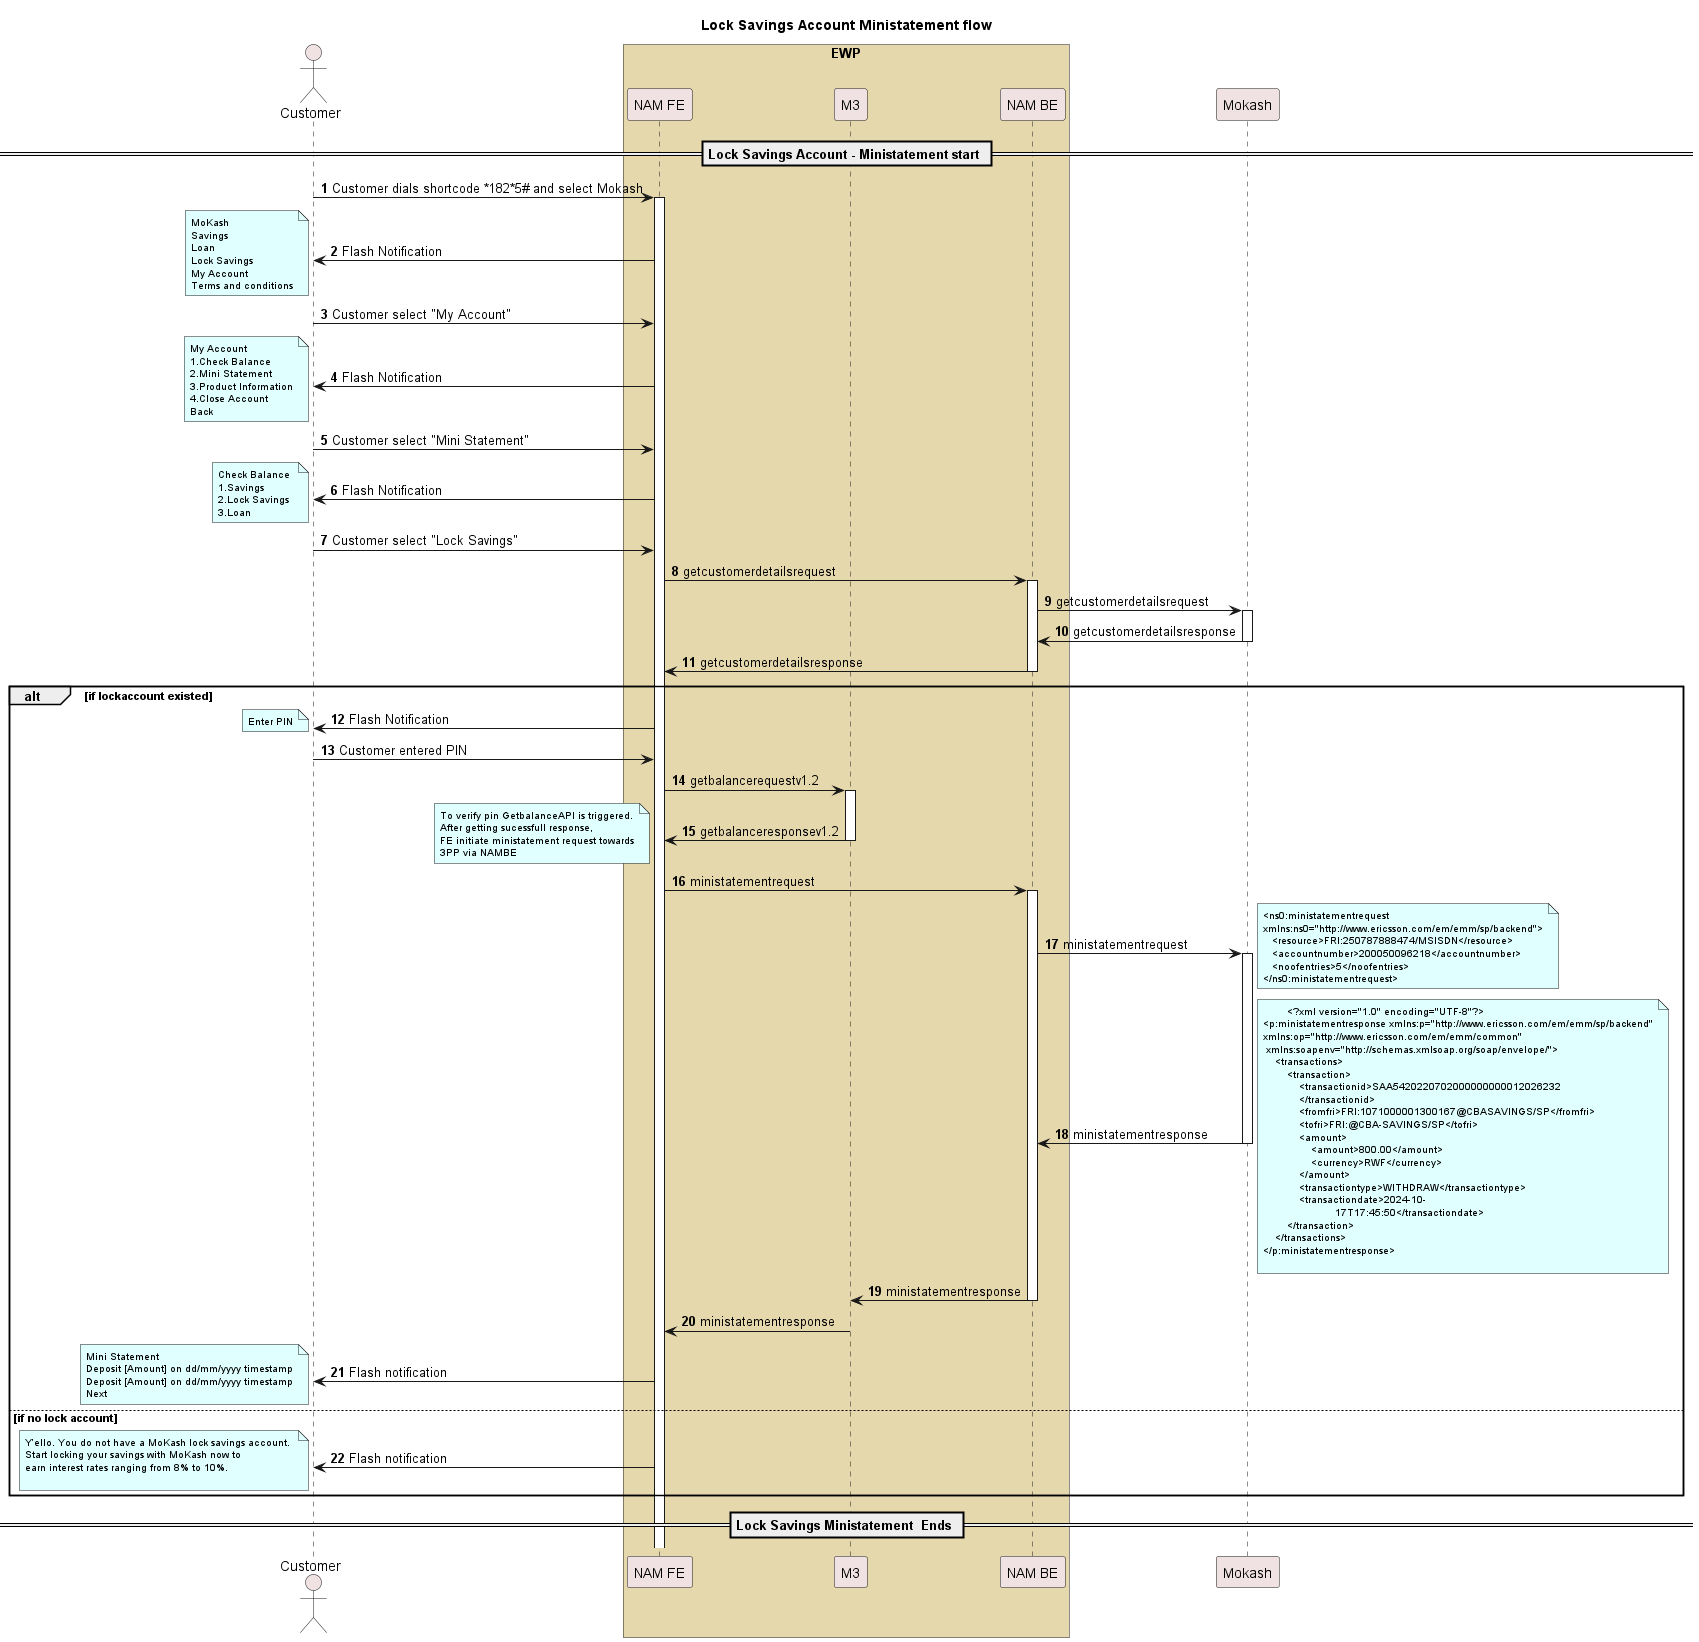 Lock Savings Account Ministatement flow
EWP
Customer
NAM FE
M3
NAM BE
Mokash
Lock Savings Account - Ministatement start
1 Customer dials shortcode *182*5# and select Mokash
MoKash
Savings
Loan
Lock Savings
My Account
Terms and conditions
2 Flash Notification
3 Customer select "My Account"
My Account
1.Check Balance
2.Mini Statement
3.Product Information
4.Close Account
Back
4 Flash Notification
5 Customer select "Mini Statement"
Check Balance
1.Savings
2.Lock Savings
3.Loan
6 Flash Notification
7 Customer select "Lock Savings"
8 getcustomerdetailsrequest
9 getcustomerdetailsrequest
10 getcustomerdetailsresponse
11 getcustomerdetailsresponse
alt [if lockaccount existed]
Enter PIN
12 Flash Notification
13 Customer entered PIN
14 getbalancerequestv1.2
To verify pin GetbalanceAPI is triggered.
After getting sucessfull response,
FE initiate ministatement request towards
3PP via NAMBE
15 getbalanceresponsev1.2
16 ministatementrequest
17 ministatementrequest
<ns0:ministatementrequest
xmlns:ns0="http://www.ericsson.com/em/emm/sp/backend">
<resource>FRI:250787888474/MSISDN</resource>
<accountnumber>200050096218</accountnumber>
<noofentries>5</noofentries>
</ns0:ministatementrequest>
18 ministatementresponse
<?xml version="1.0" encoding="UTF-8"?>
<p:ministatementresponse xmlns:p="http://www.ericsson.com/em/emm/sp/backend"
xmlns:op="http://www.ericsson.com/em/emm/common"
xmlns:soapenv="http://schemas.xmlsoap.org/soap/envelope/">
<transactions>
<transaction>
<transactionid>SAA5420220702000000000012026232
</transactionid>
<fromfri>FRI:1071000001300167@CBASAVINGS/SP</fromfri>
<tofri>FRI:@CBA-SAVINGS/SP</tofri>
<amount>
<amount>800.00</amount>
<currency>RWF</currency>
</amount>
<transactiontype>WITHDRAW</transactiontype>
<transactiondate>2024-10-
17T17:45:50</transactiondate>
</transaction>
</transactions>
</p:ministatementresponse>
19 ministatementresponse
20 ministatementresponse
Mini Statement
Deposit [Amount] on dd/mm/yyyy timestamp
Deposit [Amount] on dd/mm/yyyy timestamp
Next
21 Flash notification
[if no lock account]
Y'ello. You do not have a MoKash lock savings account.
Start locking your savings with MoKash now to
earn interest rates ranging from 8% to 10%.
22 Flash notification
Lock Savings Ministatement  Ends
Customer
NAM FE
M3
NAM BE
Mokash